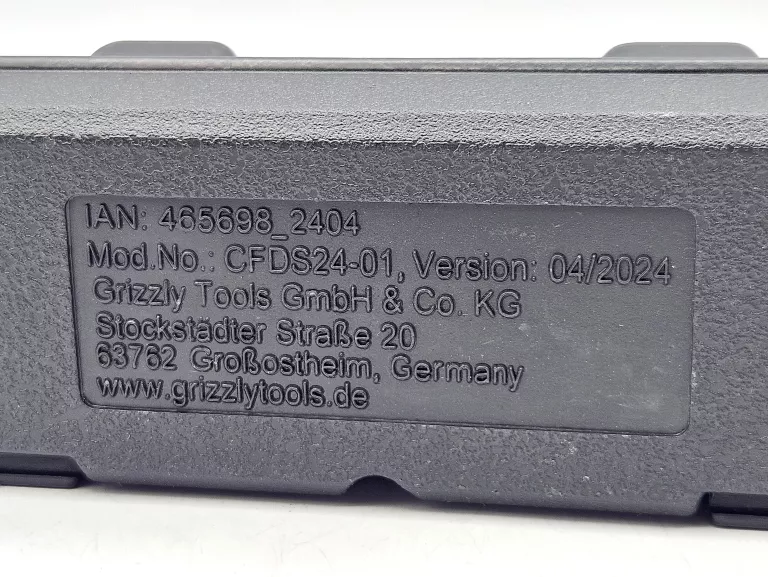 IAN: 465698_2404
Mod.No.: CFDS24-01, Version: 04/2024
Grizzly Tools GmbH & Co. KG
Stockstädter Straße 20
63762 Großostheim, Germany
www.grizzlytools.de